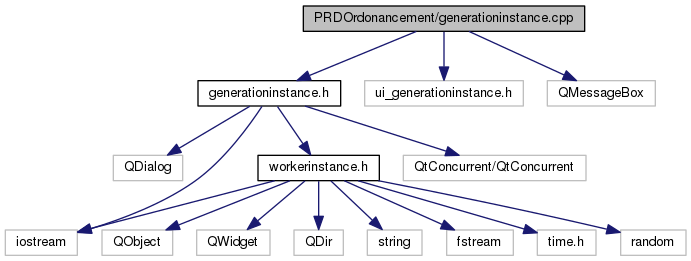 PRDOrdonancement/generationinstance.cpp
generationinstance.h
ui_generationinstance.h
QMessageBox
QDialog
workerinstance.h
QtConcurrent/QtConcurrent
iostream
QObject
QWidget
QDir
string
fstream
time.h
random